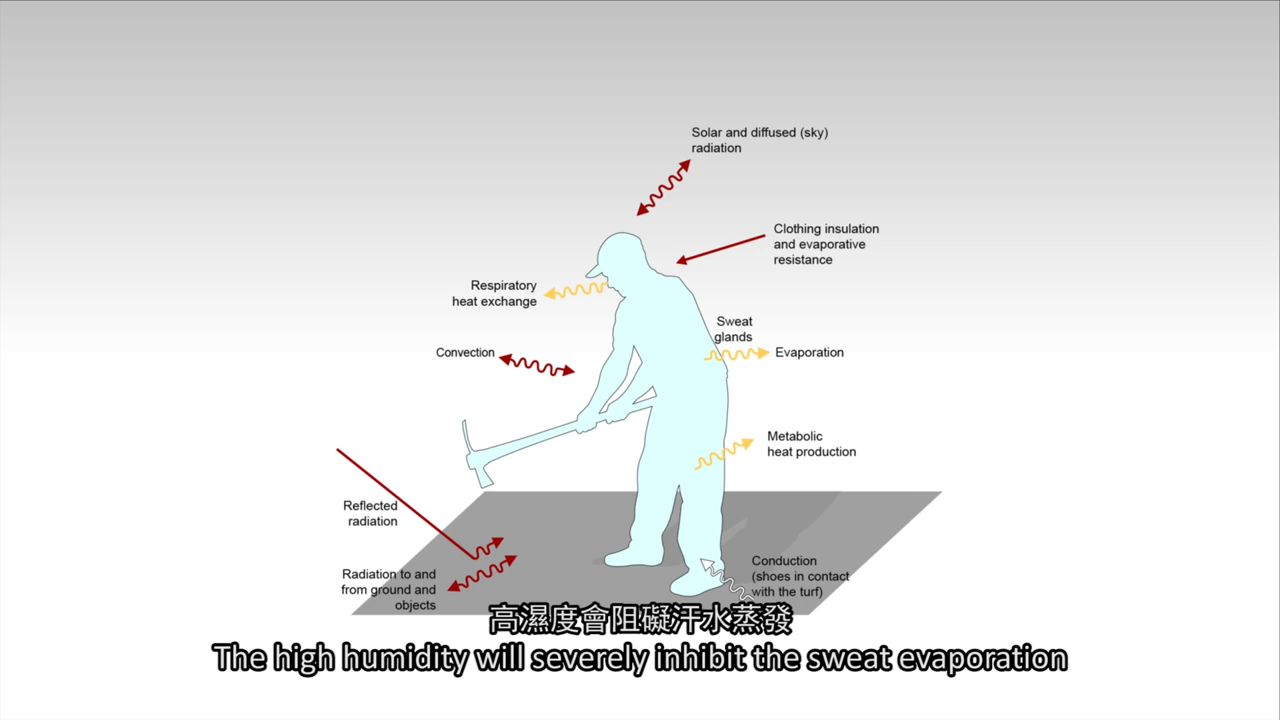 Solar and diffused (sky)
radiation
Clothing insulation
and evaporative
resistance
Respiratory
heat exchange
Sweat
glands
Convection
Evaporation
Metabolic
heat production
Reflected
radiation
Conduction
(shoes in contact
with the turf)
Radiation to and
from ground and
objects
高濕度會阻礙汗水蒸發
The high humidity will severely inhibit the sweat evaporation